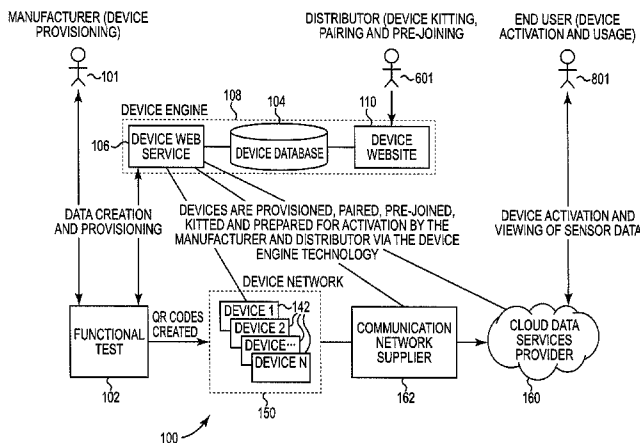 MANUFACTURER (DEVICE
PROVISIONING)
101
DISTRIBUTOR (DEVICE KITTING,
PAIRING AND PRE-JOINING
601
END USER (DEVICE
ACTIVATION AND USAGE)
801
DEVICE ENGINE
108
104
110
106
DEVICE WEB
SERVICE
DEVICE DATABASE
DEVICE
WEBSITE
DATA CREATION
AND PROVISIONING
DEVICES ARE PROVISIONED, PAIRED, PRE-JOINED,
KITTED AND PREPARED FOR ACTIVATION BY THE
MANUFACTURER AND DISTRIBUTOR VIA THE DEVICE
ENGINE TECHNOLOGY
DEVICE ACTIVATION AND
VIEWING OF SENSOR DATA
DEVICE NETWORK
FUNCTIONAL
TEST
102
QR CODES
CREATED
DEVICE 1
142
DEVICE 2
DEVICE...
DEVICE N
150
COMMUNICATION
NETWORK
SUPPLIER
162
CLOUD DATA
SERVICES
PROVIDER
160
100